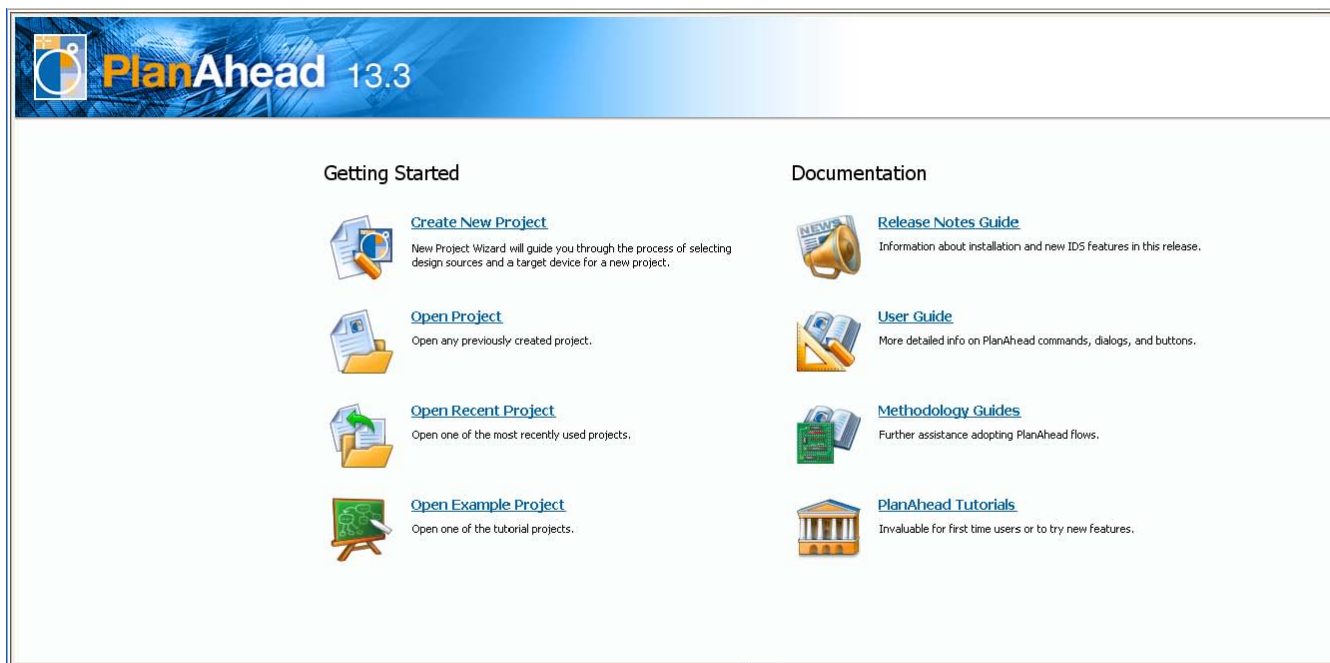 PlanAhead 13.3
Getting Started
Create New Project
New Project Wizard will guide you through the process of selecting
design sources and a target device for a new project.
Open Project
Open any previously created project.
Open Recent Project
Open one of the most recently used projects.
Open Example Project
Open one of the tutorial projects.
Documentation
NEWS
Release Notes Guide
Information about installation and new IDS features in this release.
User Guide
More detailed info on PlanAhead commands, dialogs, and buttons.
Methodology Guides
Further assistance adopting PlanAhead flows.
PlanAhead Tutorials
Invaluable for first time users or to try new features.